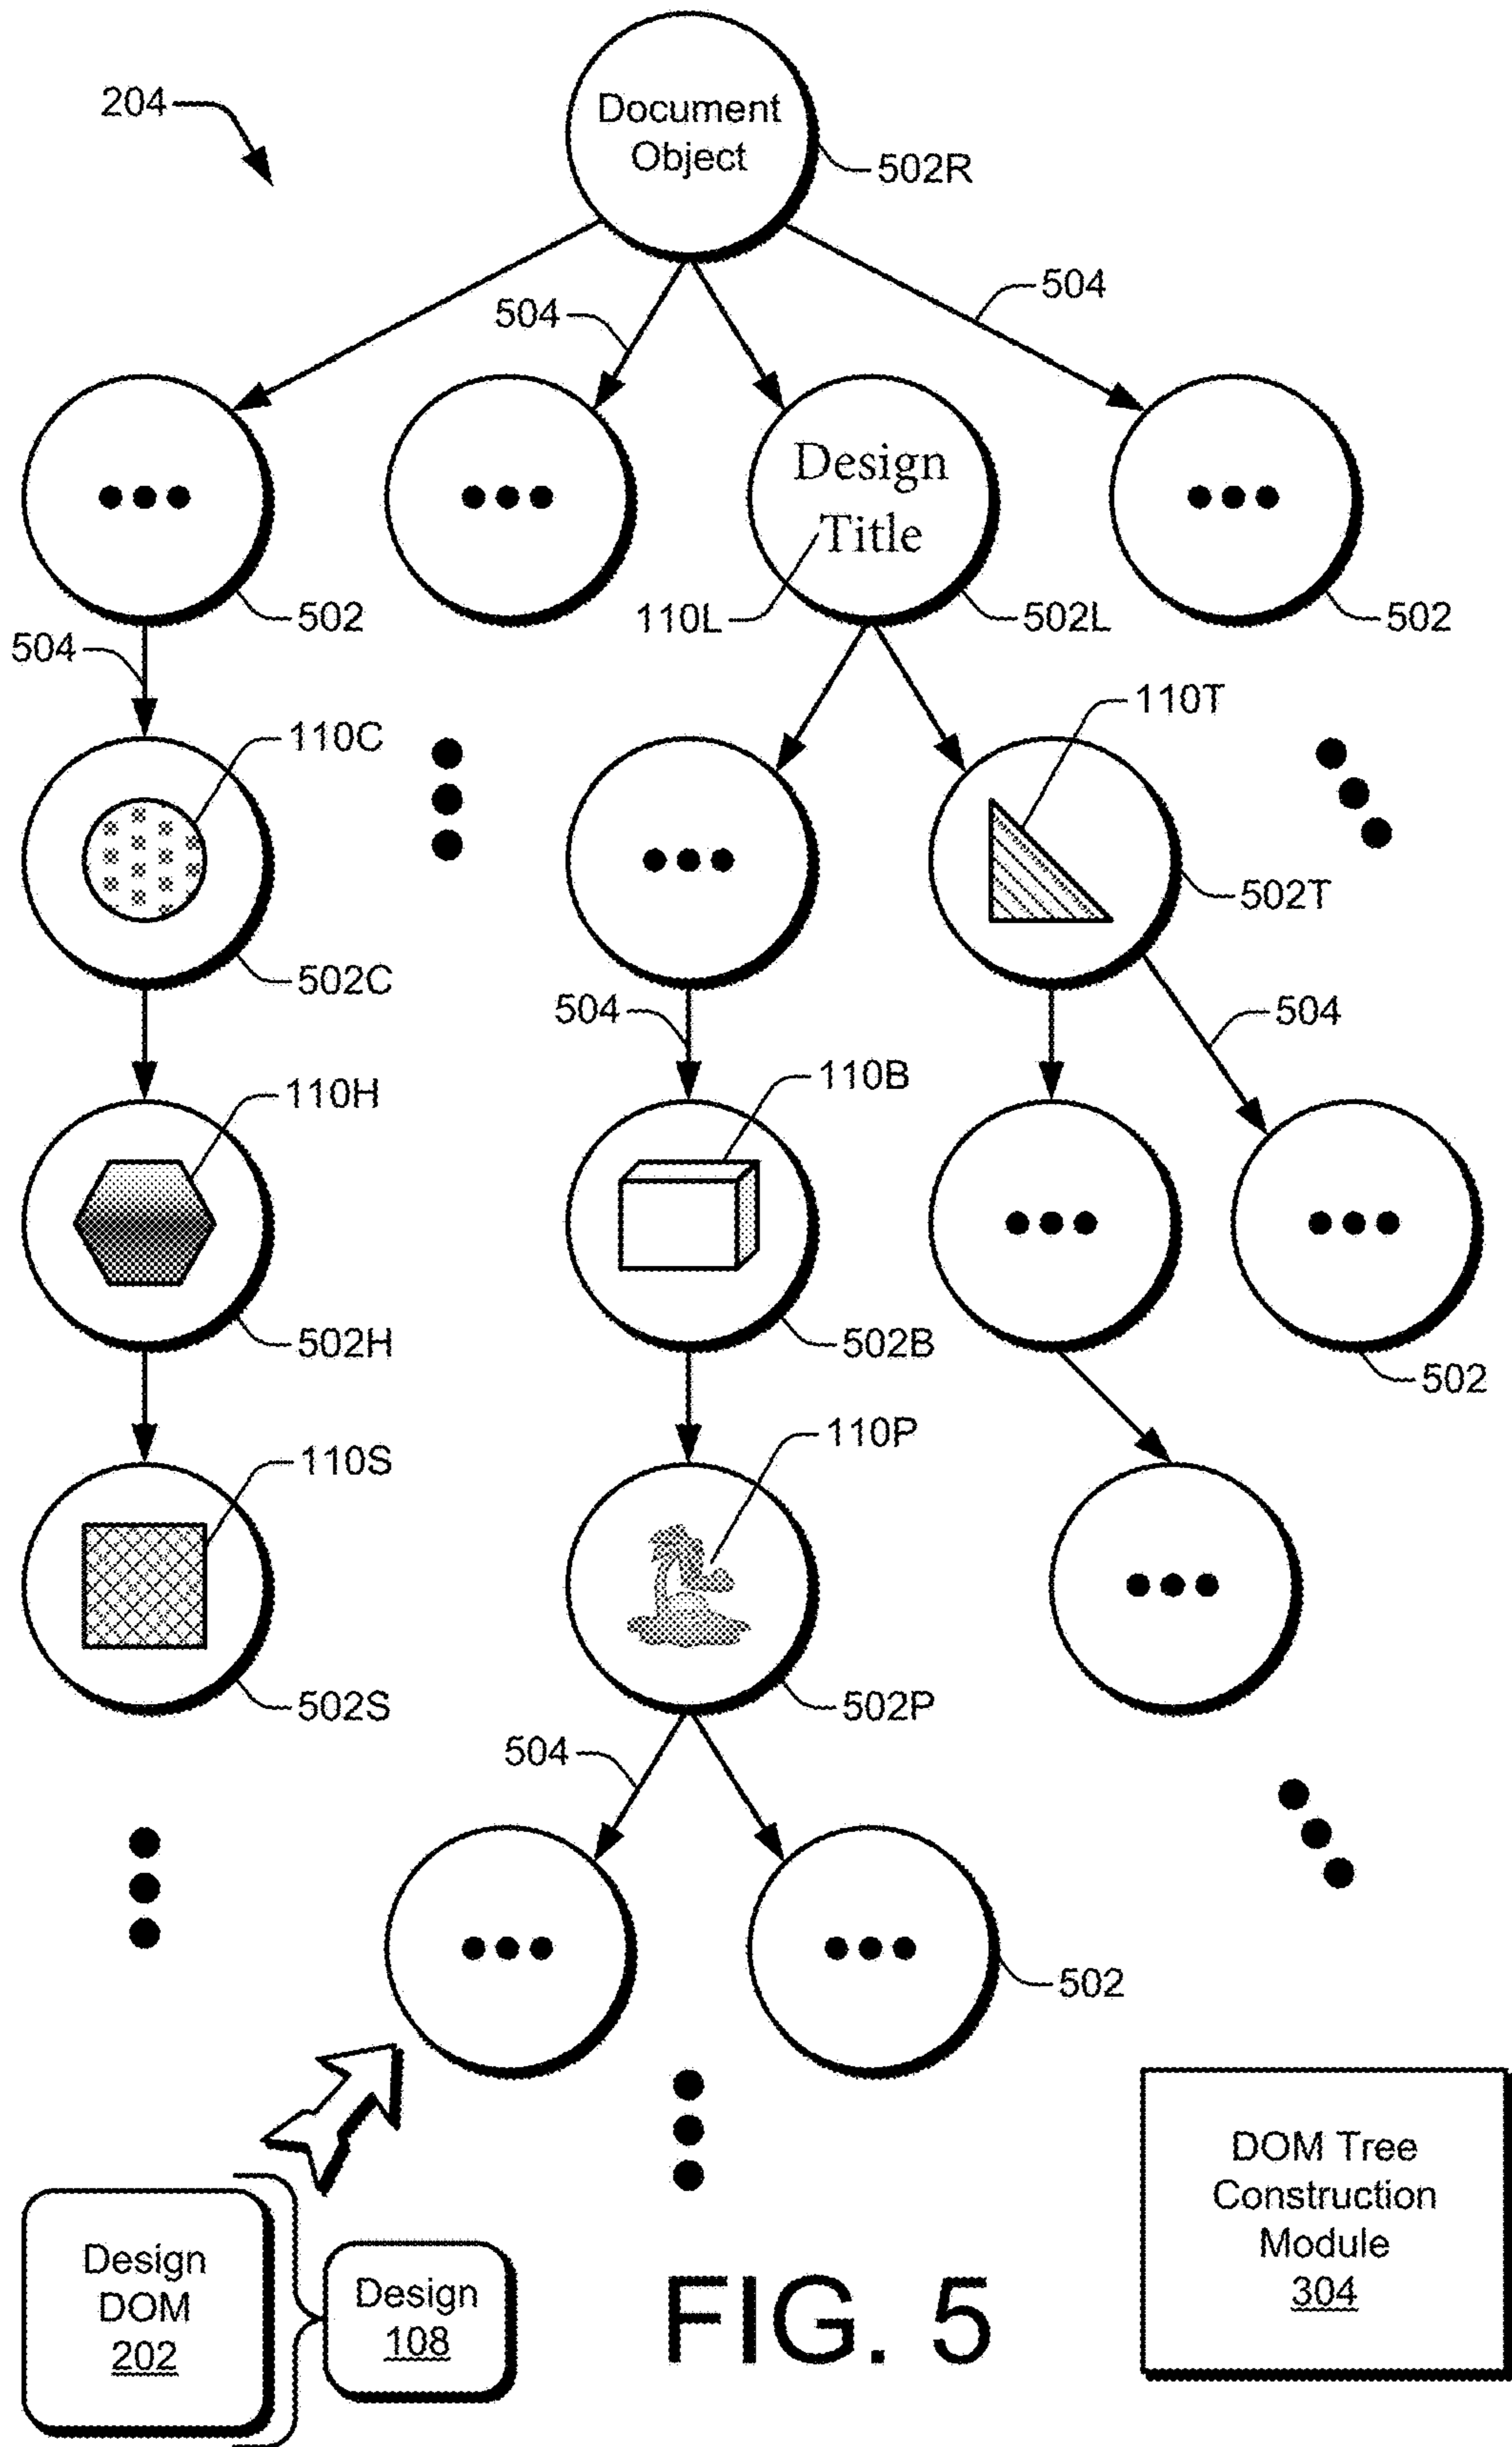 Document
Object
204
502R
504
504
Design
Title
502
110L
502L
502
504
110C
110T
502T
502C
504
504
110H
110B
502H
502B
502
110S
110P
502S
502P
504
502
Design
DOM
202
Design
108
FIG. 5
DOM Tree
Construction
Module
304